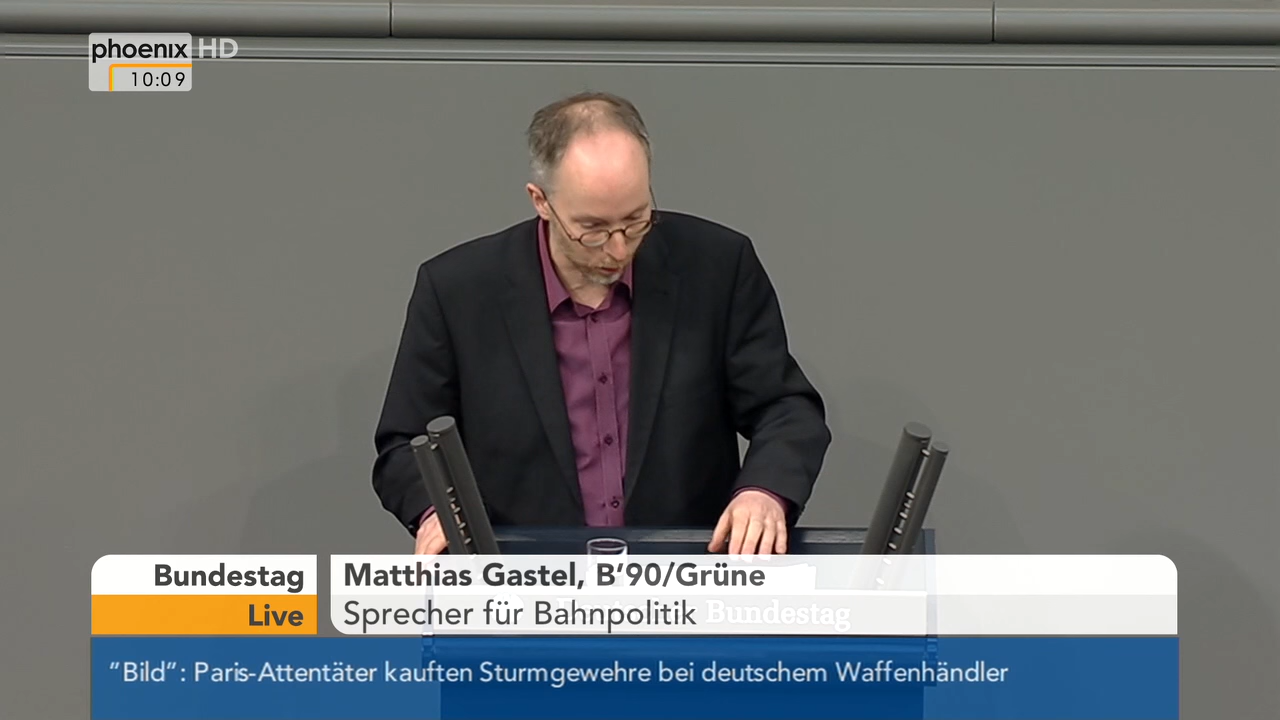 phoenix HD
10:09
Bundestag
Live
Matthias Gastel, B’90/Grüne
Sprecher für Bahnpolitik
Bundestag
“Bild“: Paris-Attentäter kauften Sturmgewehre bei deutschem Waffenhändler